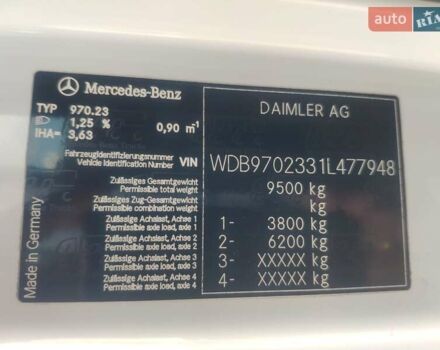 auto RIA
Mercedes-Benz
TYP 970.23
1,25 % 0,90 m⁻¹
IHA= 3,63
DAIMLER AG
Fahrzeugidentifizierungsnummer
Vehicle Identification Number VIN WDB9702331L477948
Zulässiges Gesamtgewicht
Permissible total weight 9500 kg
Zulässiges Zug-Gesamtgewicht
Permissible combination weight kg
Zulässige Achslast, Achse 1
Permissible axle load, axle 1 1- 3800 kg
Zulässige Achslast, Achse 2
Permissible axle load, axle 2 2- 6200 kg
Zulässige Achslast, Achse 3
Permissible axle load, axle 3 3- XXXXX kg
Zulässige Achslast, Achse 4
Permissible axle load, axle 4 4- XXXXX kg
Made in Germany